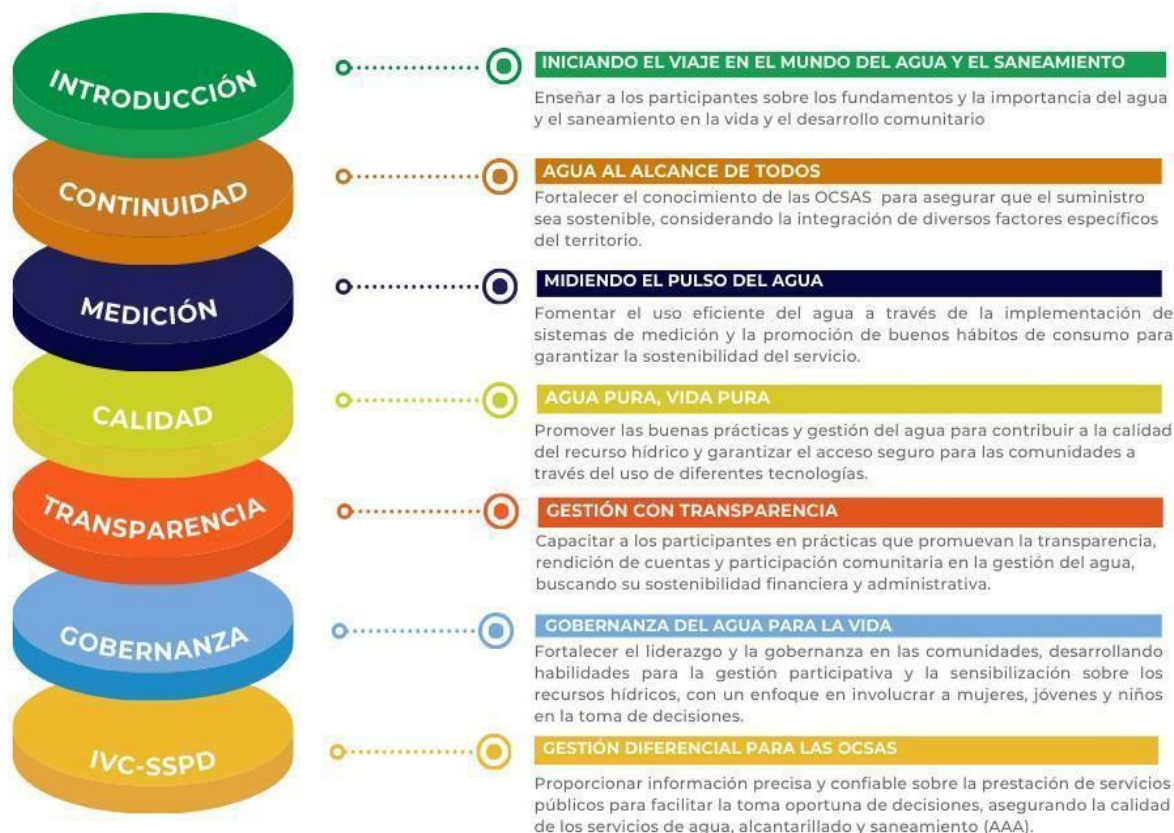 INTRODUCCIÓN
INICIANDO EL VIAJE EN EL MUNDO DEL AGUA Y EL SANEAMIENTO
Enseñar a los participantes sobre los fundamentos y la importancia del agua
y el saneamiento en la vida y el desarrollo comunitario
CONTINUIDAD
AGUA AL ALCANCE DE TODOS
Fortalecer el conocimiento de las OCSAS para asegurar que el suministro
sea sostenible, considerando la integración de diversos factores específicos
del territorio.
MEDICIÓN
MIDIENDO EL PULSO DEL AGUA
Fomentar el uso eficiente del agua a través de la implementación de
sistemas de medición y la promoción de buenos hábitos de consumo para
garantizar la sostenibilidad del servicio.
CALIDAD
AGUA PURA, VIDA PURA
Promover las buenas prácticas y gestión del agua para contribuir a la calidad
del recurso hídrico y garantizar el acceso seguro para las comunidades a
través del uso de diferentes tecnologías.
TRANSPARENCIA
GESTIÓN CON TRANSPARENCIA
Capacitar a los participantes en prácticas que promuevan la transparencia,
rendición de cuentas y participación comunitaria en la gestión del agua,
buscando su sostenibilidad financiera y administrativa.
GOBERNANZA
GOBERNANZA DEL AGUA PARA LA VIDA
Fortalecer el liderazgo y la gobernanza en las comunidades, desarrollando
habilidades para la gestión participativa y la sensibilización sobre los
recursos hídricos, con un enfoque en involucrar a mujeres, jóvenes y niños
en la toma de decisiones.
IVC-SSPD
GESTIÓN DIFERENCIAL PARA LAS OCSAS
Proporcionar información precisa y confiable sobre la prestación de servicios
públicos para facilitar la toma oportuna de decisiones, asegurando la calidad
de los servicios de agua, alcantarillado y saneamiento (AAA).